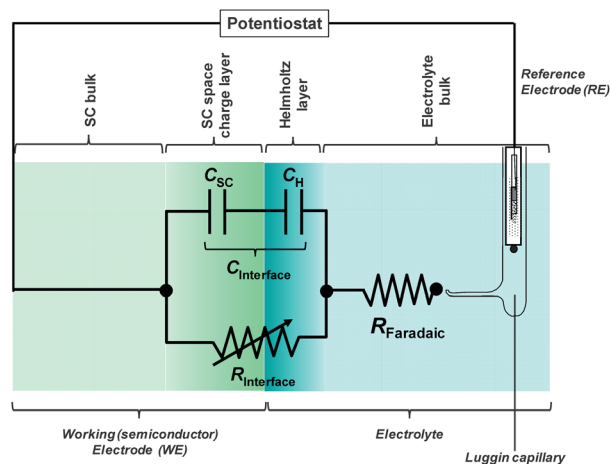 Potentiostat
SC bulk
SC space
charge layer
Helmholtz
layer
Electrolyte
bulk
Reference
Electrode (RE)
CSC
CH
CInterface
RFaradaic
RInterface
Working (semiconductor)
Electrode (WE)
Electrolyte
Luggin capillary